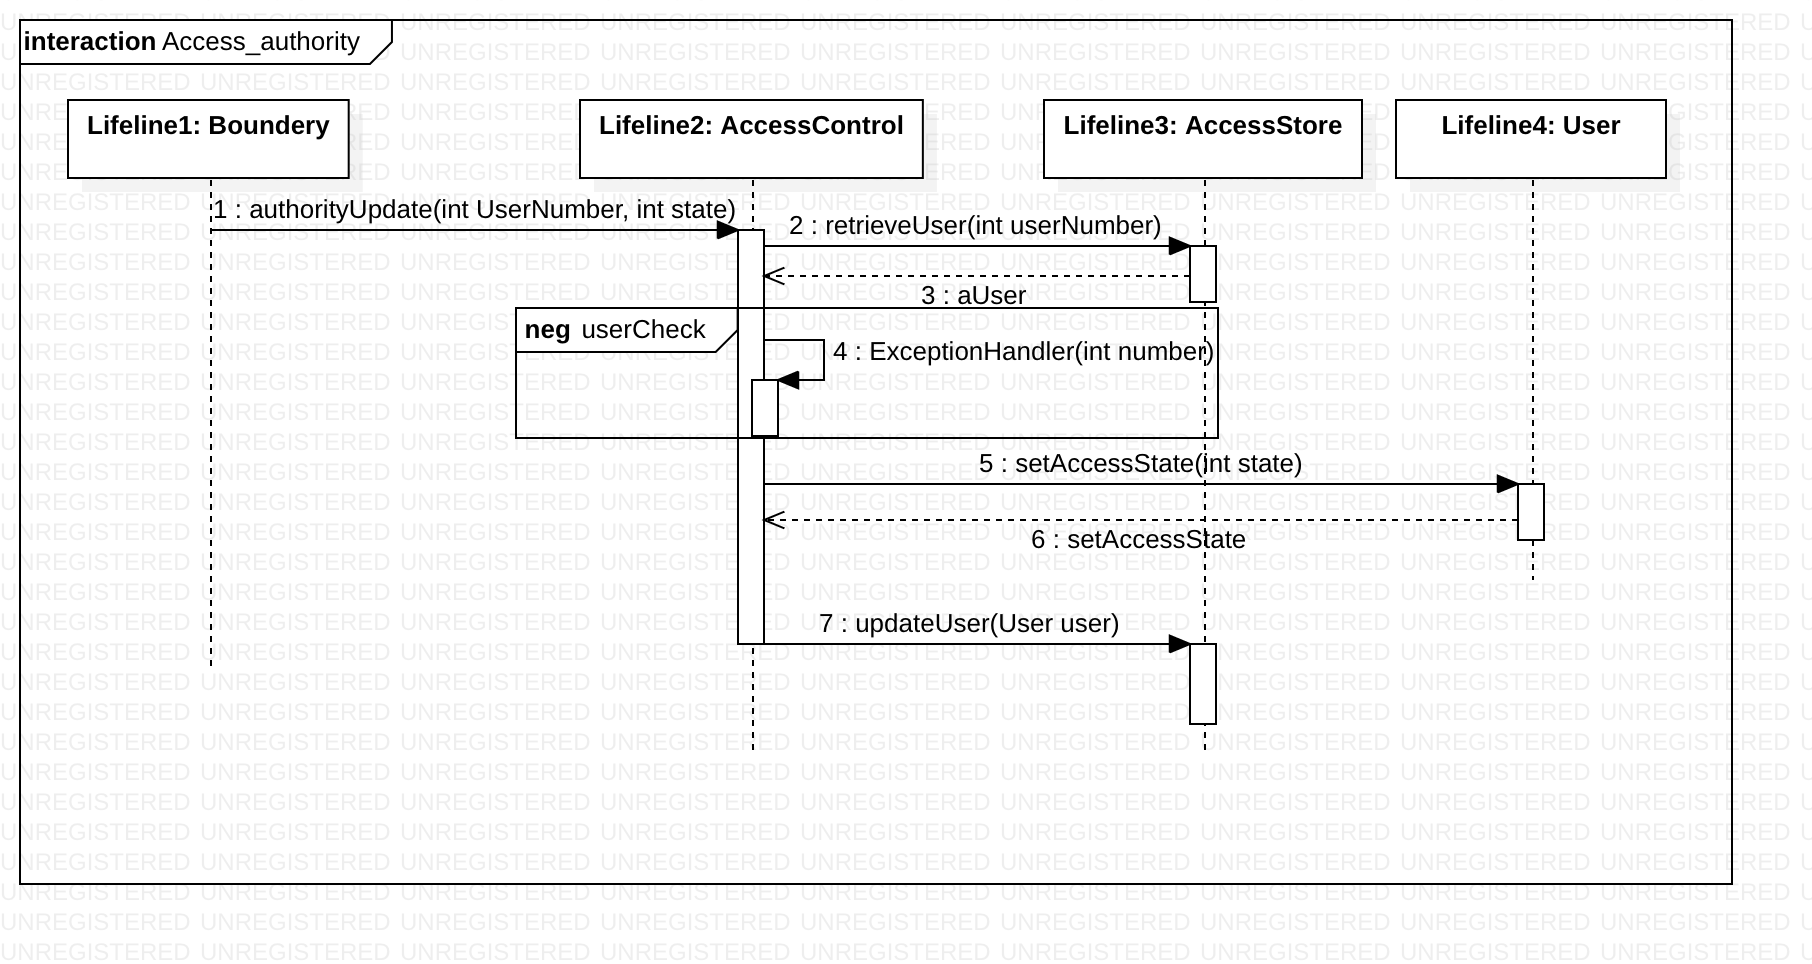 interaction Access_authority
Lifeline1: Boundery
Lifeline2: AccessControl
Lifeline3: AccessStore
Lifeline4: User
1 : authorityUpdate(int UserNumber, int state)
2 : retrieveUser(int userNumber)
3 : aUser
neg userCheck
4 : ExceptionHandler(int number)
5 : setAccessState(int state)
6 : setAccessState
7 : updateUser(User user)
UNREGISTERED